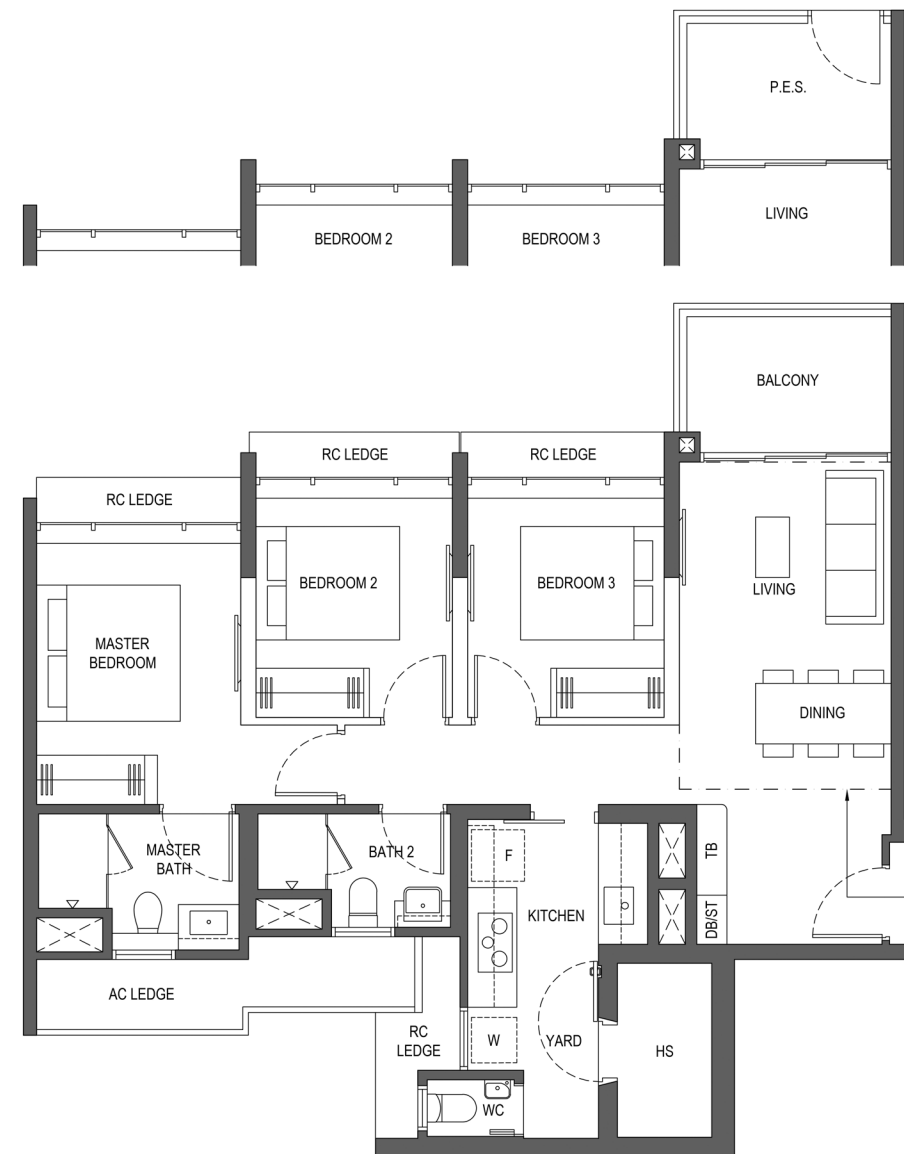 P.E.S.
LIVING
BEDROOM 2
BEDROOM 3
BALCONY
RC LEDGE
RC LEDGE
RC LEDGE
BEDROOM 2
BEDROOM 3
LIVING
MASTER
BEDROOM
DINING
MASTER
BATH
BATH 2
F
TB
KITCHEN
DB/ST
AC LEDGE
RC
LEDGE
W
YARD
HS
WC